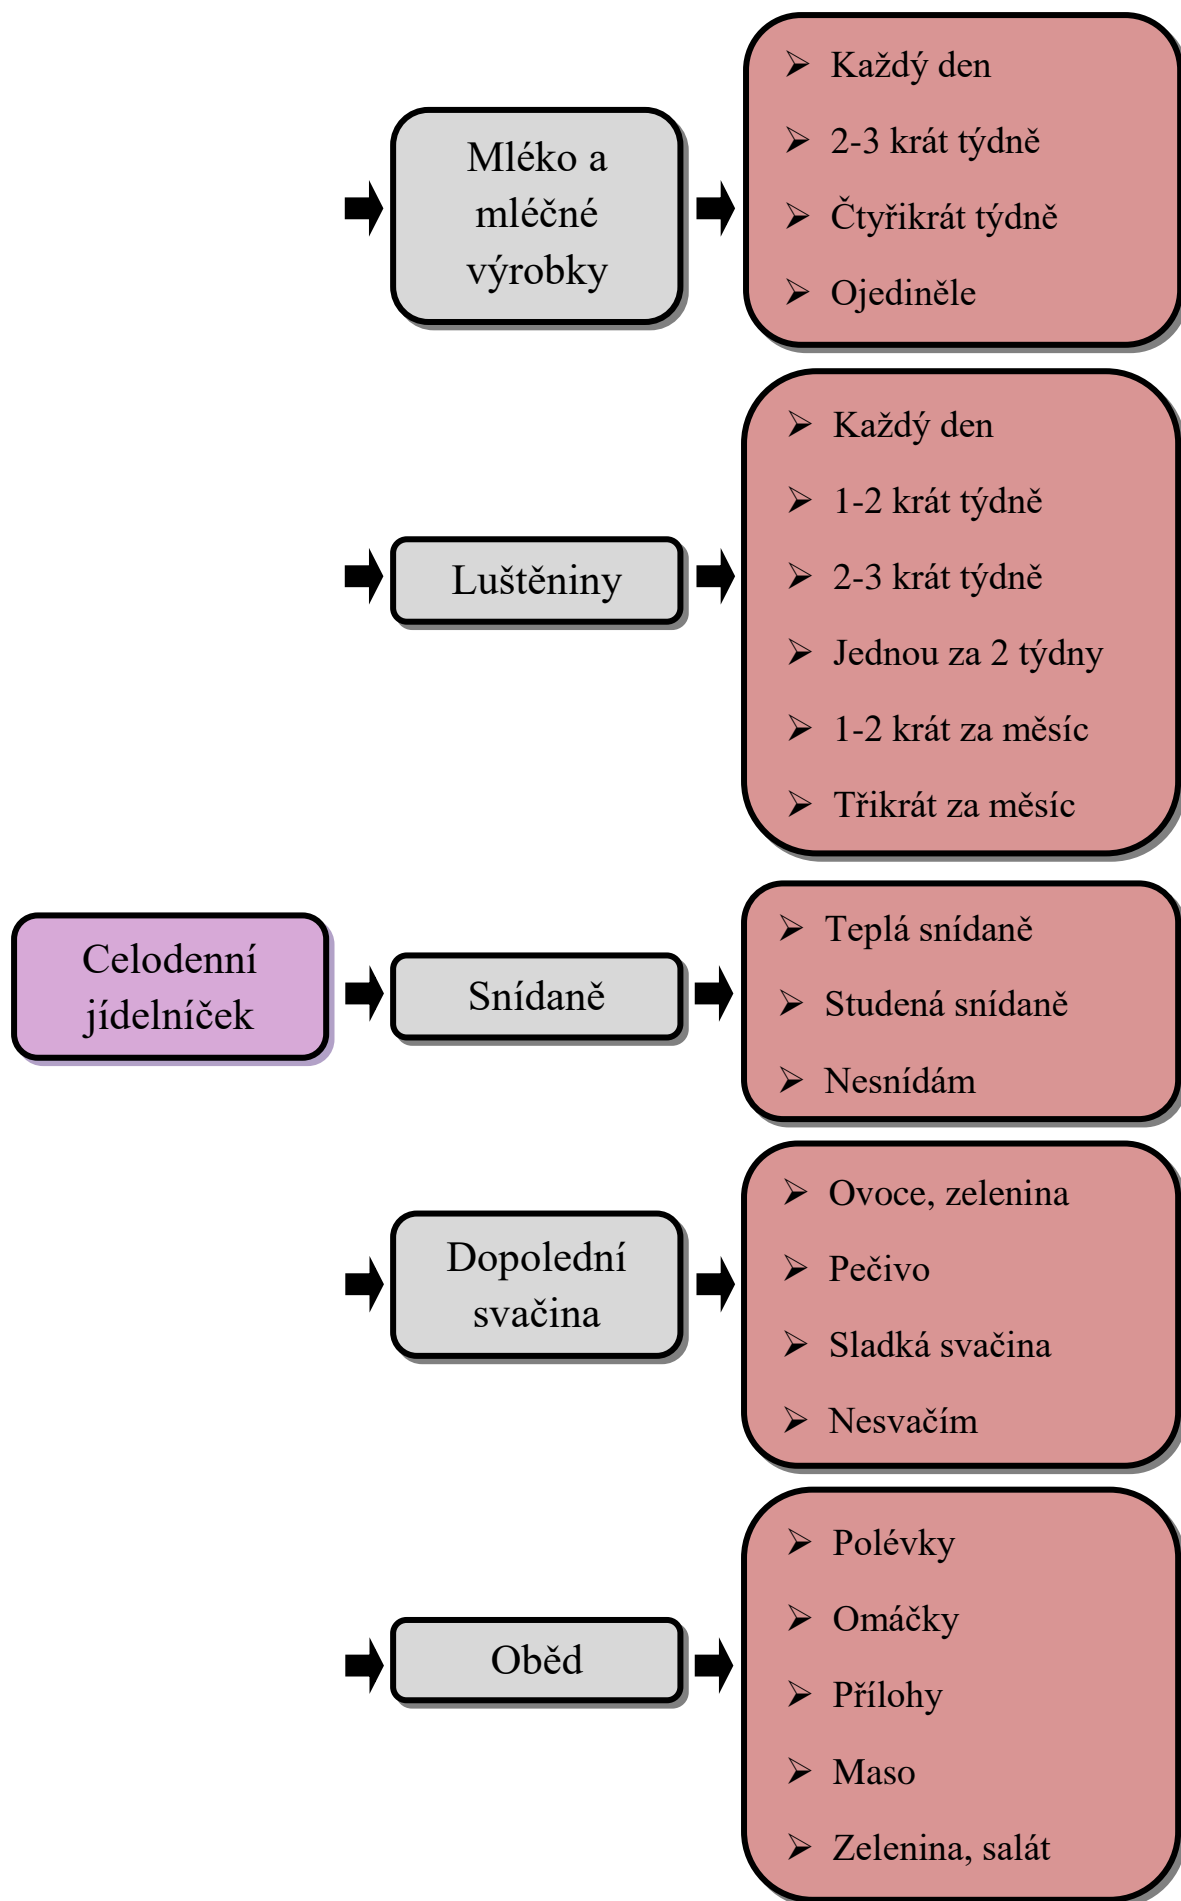 Mléko a
mléčné
výrobky
Každý den
2-3 krát týdně
Čtyřikrát týdně
Ojediněle
Luštěniny
Každý den
1-2 krát týdně
2-3 krát týdně
Jednou za 2 týdny
1-2 krát za měsíc
Třikrát za měsíc
Celodenní
jídelníček
Snídaně
Teplá snídaně
Studená snídaně
Nesnídám
Dopolední
svačina
Ovoce, zelenina
Pečivo
Sladká svačina
Nesvačím
Oběd
Polévky
Omáčky
Přílohy
Maso
Zelenina, salát